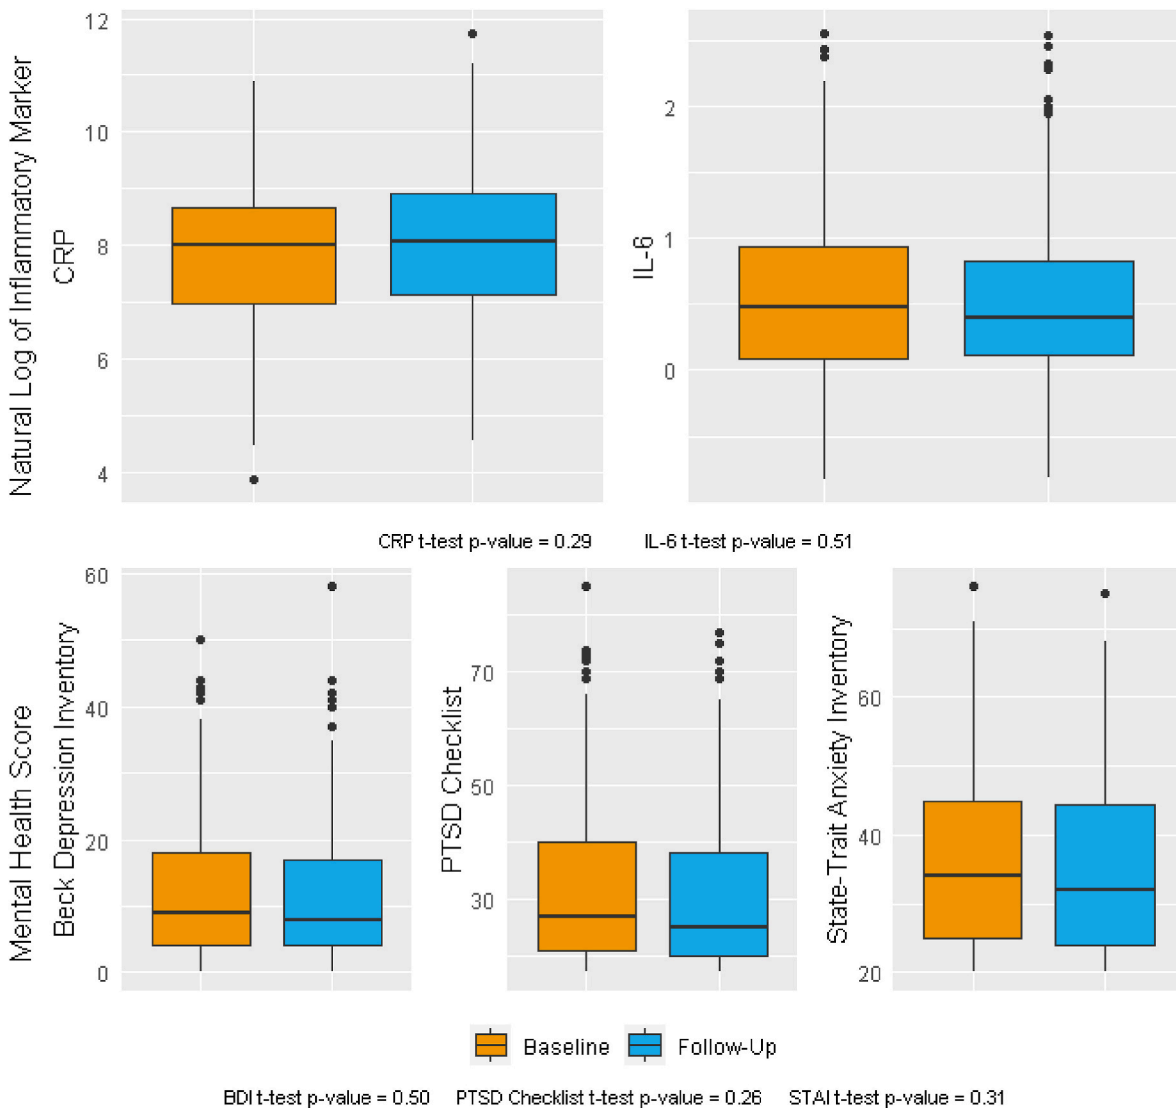 Natural Log of Inflammatory Marker
CRP
12
10
8
6
4
IL-6
2
1
0
CRP t-test p-value = 0.29 IL-6 t-test p-value = 0.51
Mental Health Score
Beck Depression Inventory
60
40
20
0
PTSD Checklist
70
50
30
State-Trait Anxiety Inventory
60
40
20
Baseline Follow-Up
BDI t-test p-value = 0.50 PTSD Checklist t-test p-value = 0.26 STAI t-test p-value = 0.31